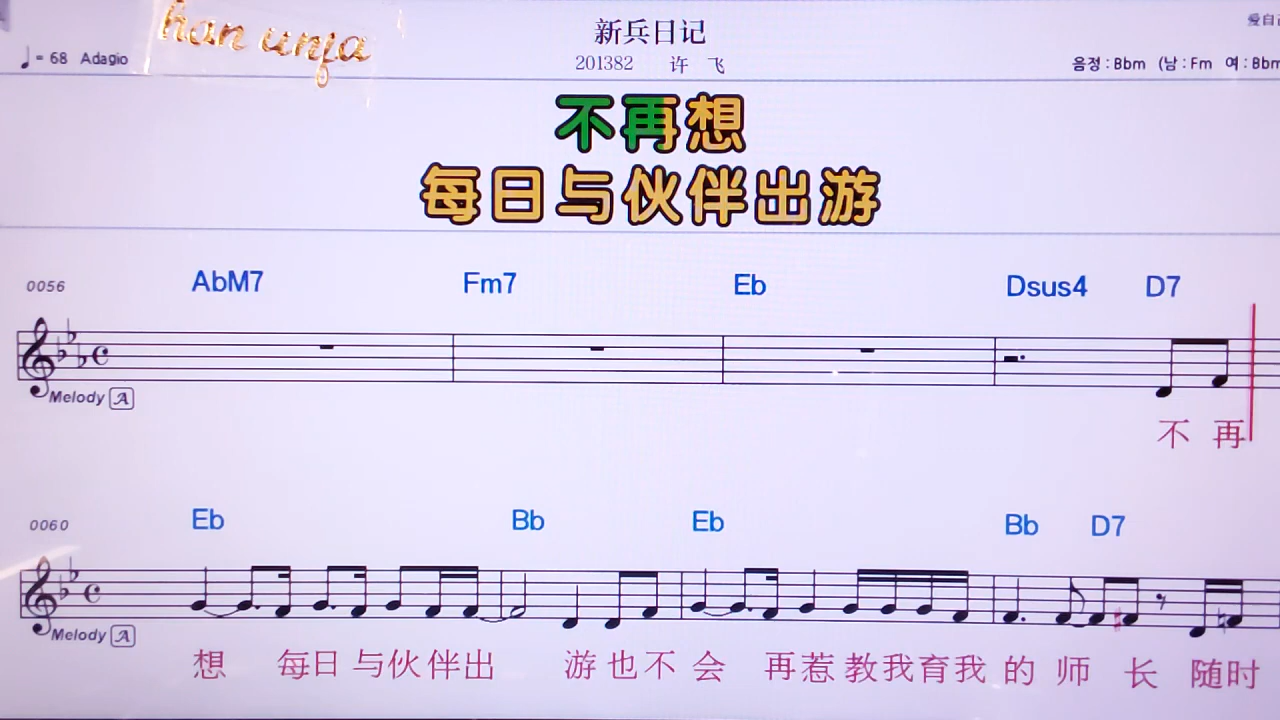 han unja
新兵日记
爱自己
♩= 68 Adagio
201382 许 飞
음정 : Bbm (남 : Fm 여 : Bbm
不再想
每日与伙伴出游
0056 AbM7 Fm7 Eb Dsus4 D7
Melody A
不 再
0060 Eb Bb Eb Bb D7
Melody A
想 每日 与伙伴出 游也不 会 再惹教我育我 的 师 长 随时